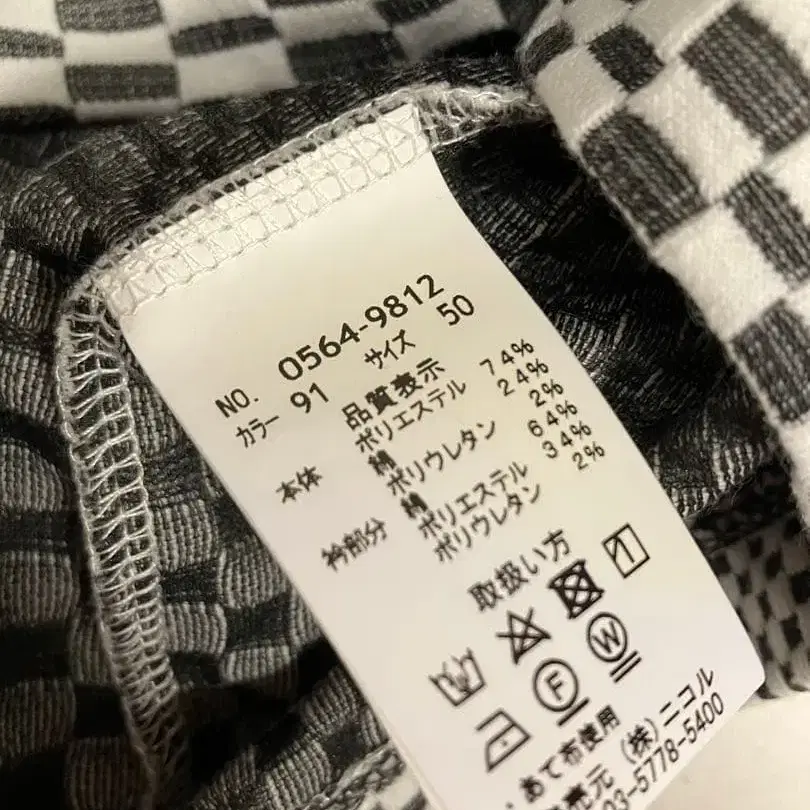 NO. 0564-9812
カラー 91 サイズ 50
品質表示
本体 ポリエステル 74%
綿 24%
ポリウレタン 2%
衿部分 綿 64%
ポリエステル 34%
ポリウレタン 2%
取扱い方
F W
あて布使用
元 (株)ニコル
03-5778-5400